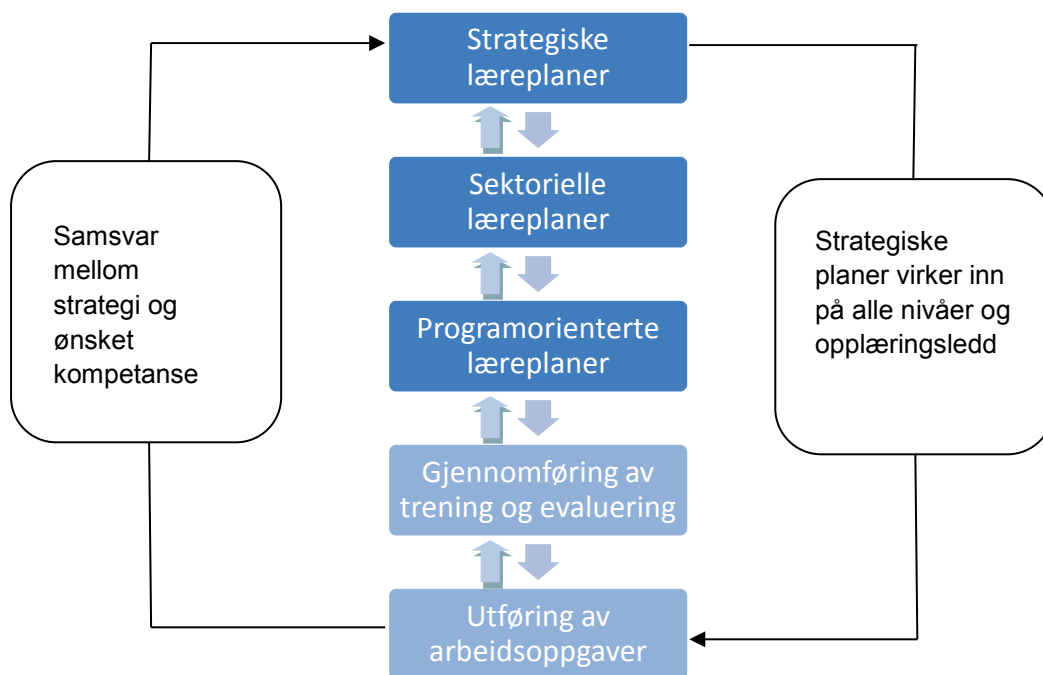 Strategiske
læreplaner
Sektorielle
læreplaner
Samsvar
mellom
strategi og
ønsket
kompetanse
Strategiske
planer virker inn
på alle nivåer og
opplæringsledd
Programorienterte
læreplaner
Gjennomføring av
trening og evaluering
Utføring av
arbeidsoppgaver